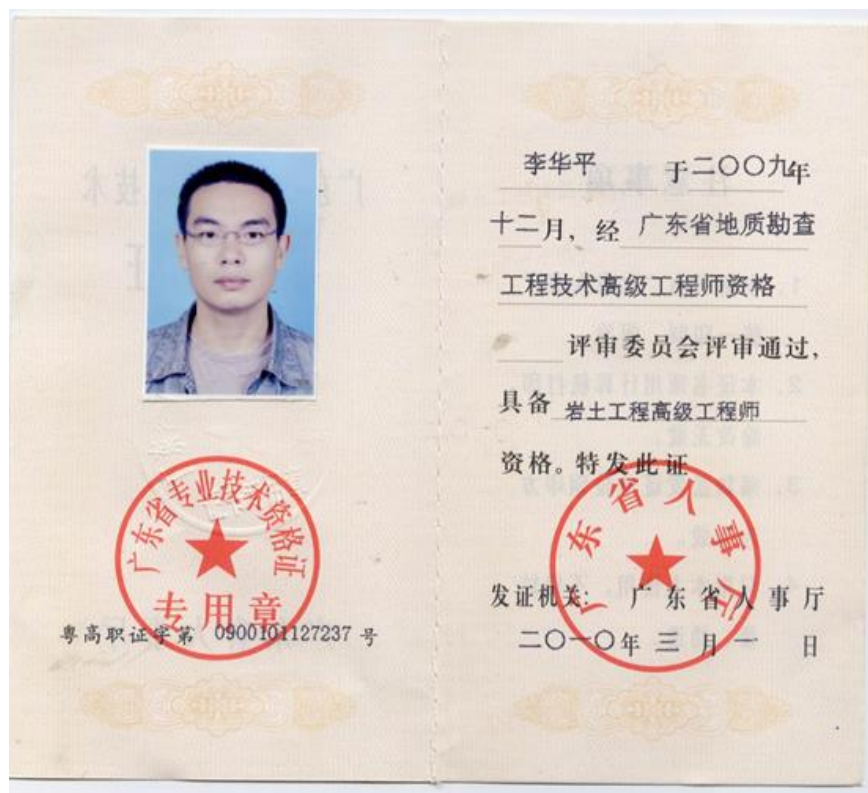 广东省专业技术资格证
专用章
粤高职证字第 0900101127237 号
李华平 于二〇〇九年
十二月, 经 广东省地质勘查
工程技术高级工程师资格
评审委员会评审通过,
具备 岩土工程高级工程师
资格。特发此证
广东省人事厅
发证机关: 广东省人事厅
二〇一〇年 三 月 一 日